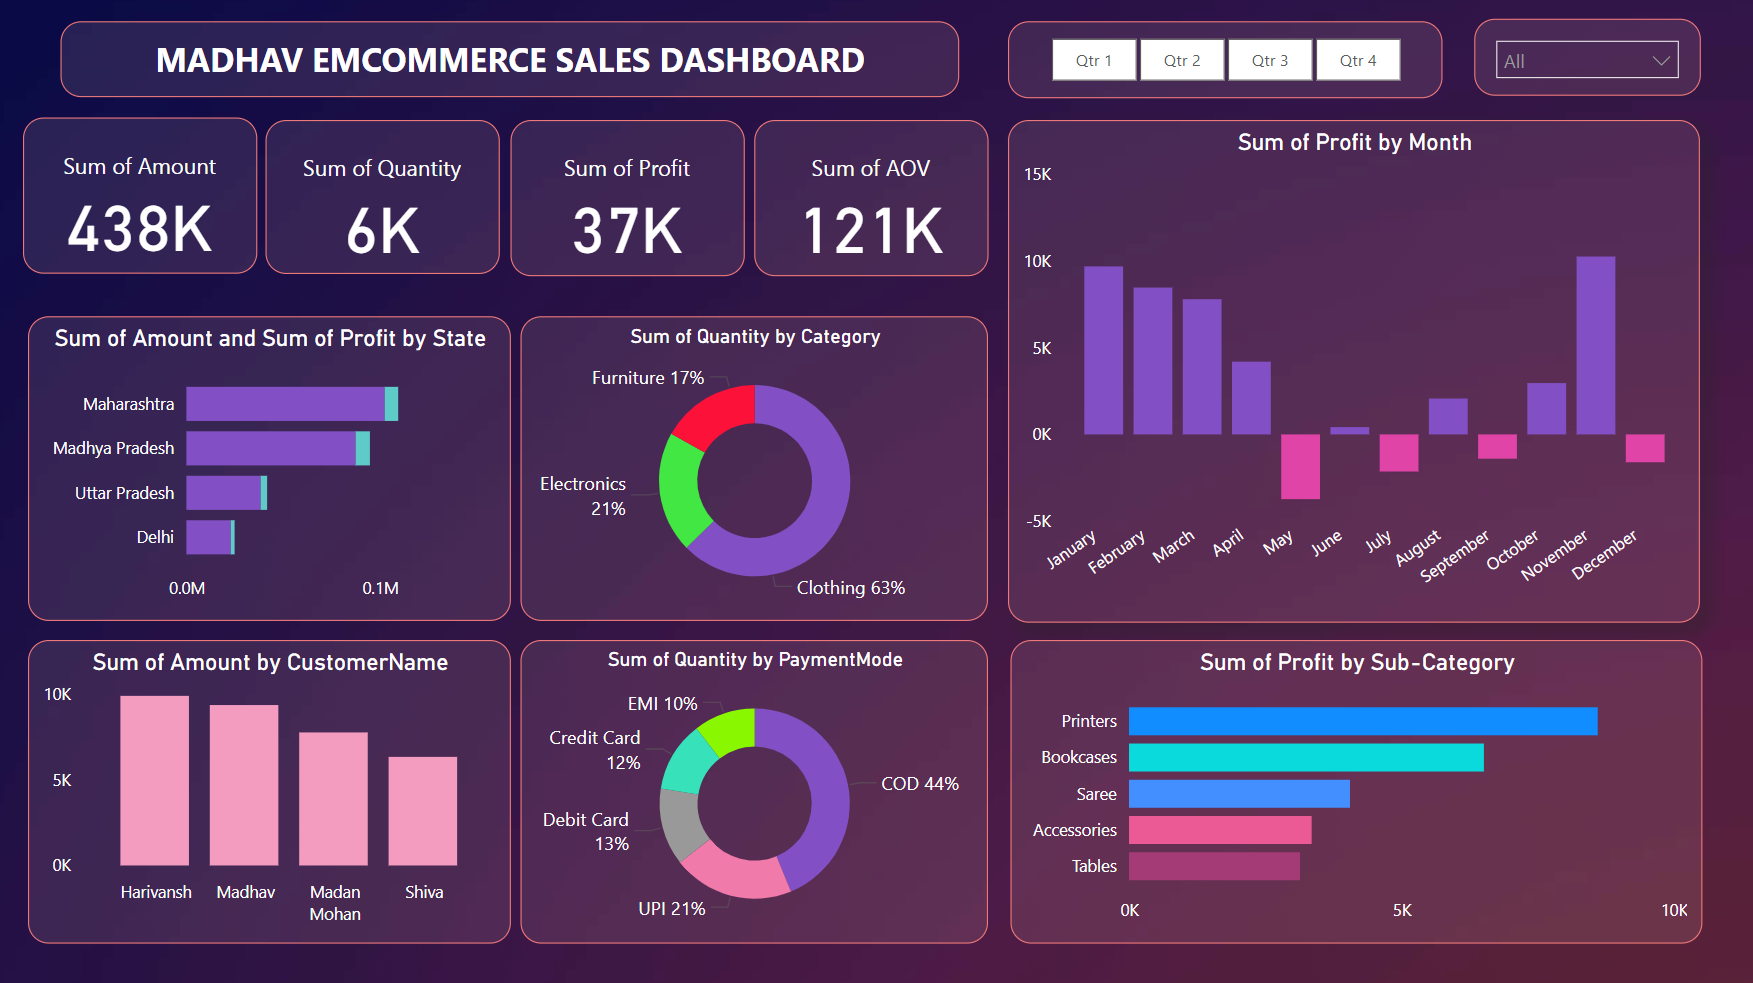 MADHAV EMCOMMERCE SALES DASHBOARD
Qtr 1
Qtr 2
Qtr 3
Qtr 4
All
Sum of Amount
438K
Sum of Quantity
6K
Sum of Profit
37K
Sum of AOV
121K
Sum of Profit by Month
15K
10K
5K
0K
-5K
January
February
March
April
May
June
July
August
September
October
November
December
Sum of Amount and Sum of Profit by State
Maharashtra
Madhya Pradesh
Uttar Pradesh
Delhi
0.0M
0.1M
Sum of Quantity by Category
Furniture 17%
Electronics
21%
Clothing 63%
Sum of Amount by CustomerName
10K
5K
0K
Harivansh
Madhav
Madan
Mohan
Shiva
Sum of Quantity by PaymentMode
EMI 10%
Credit Card
12%
Debit Card
13%
UPI 21%
COD 44%
Sum of Profit by Sub-Category
Printers
Bookcases
Saree
Accessories
Tables
0K
5K
10K